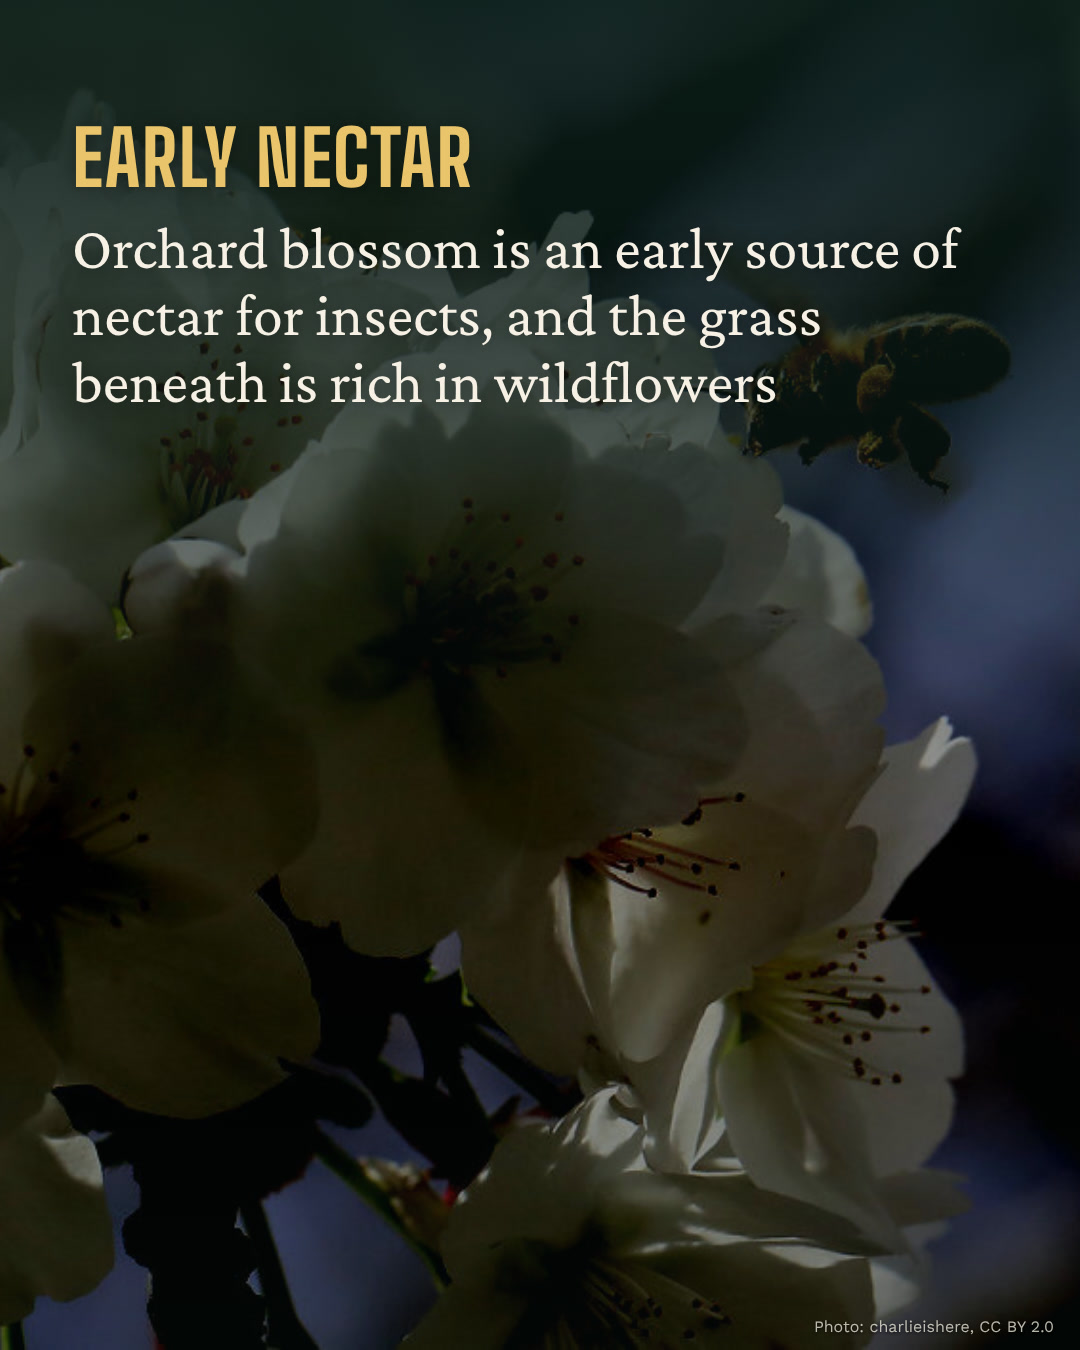 EARLY NECTAR
Orchard blossom is an early source of
nectar for insects, and the grass
beneath is rich in wildflowers
Photo: charlieishere, CC BY 2.0